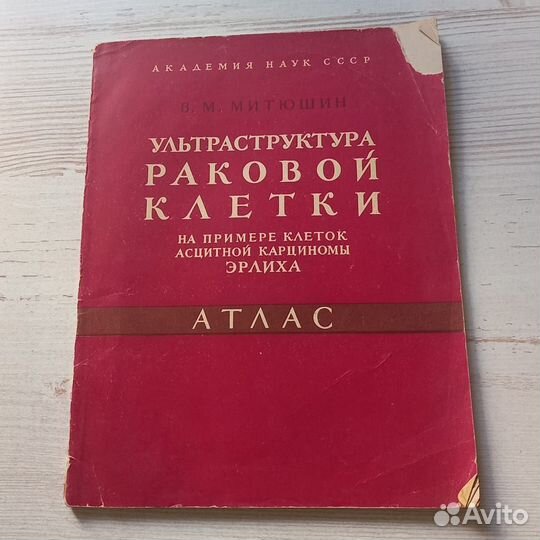 АКАДЕМИЯ НАУК СССР
В. М. МИТЮШИН
УЛЬТРАСТРУКТУРА
РАКОВОЙ
КЛЕТКИ
НА ПРИМЕРЕ КЛЕТОК
АСЦИТНОЙ КАРЦИНОМЫ
ЭРЛИХА
АТЛАС
Avito